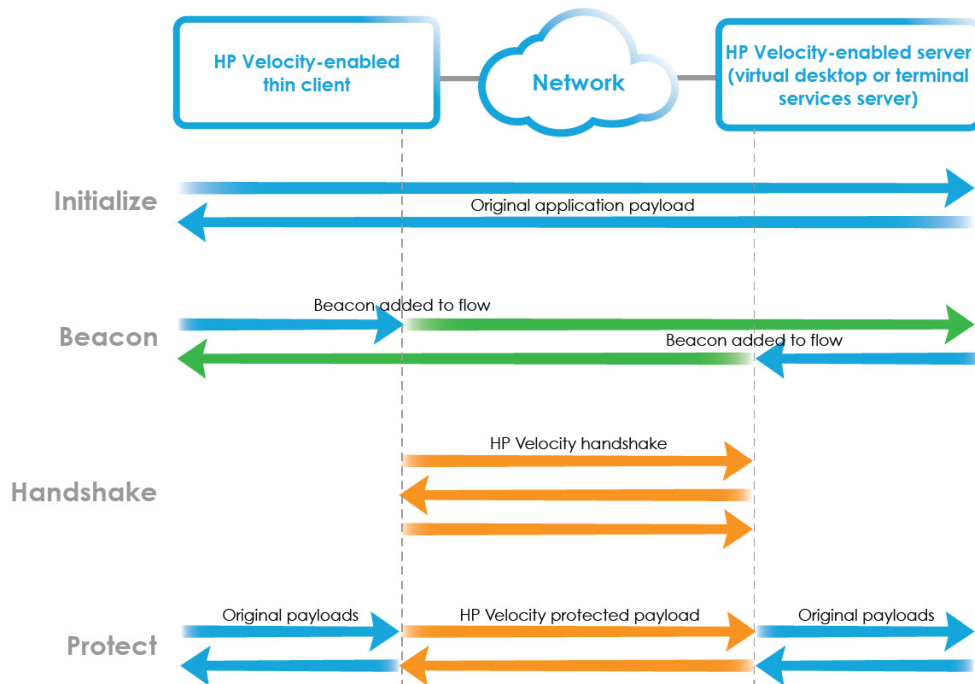 HP Velocity-enabled
thin client
Network
HP Velocity-enabled server
(virtual desktop or terminal
services server)
Initialize
Original application payload
Beacon added to flow
Beacon
Beacon added to flow
HP Velocity handshake
Handshake
Original payloads
HP Velocity protected payload
Original payloads
Protect